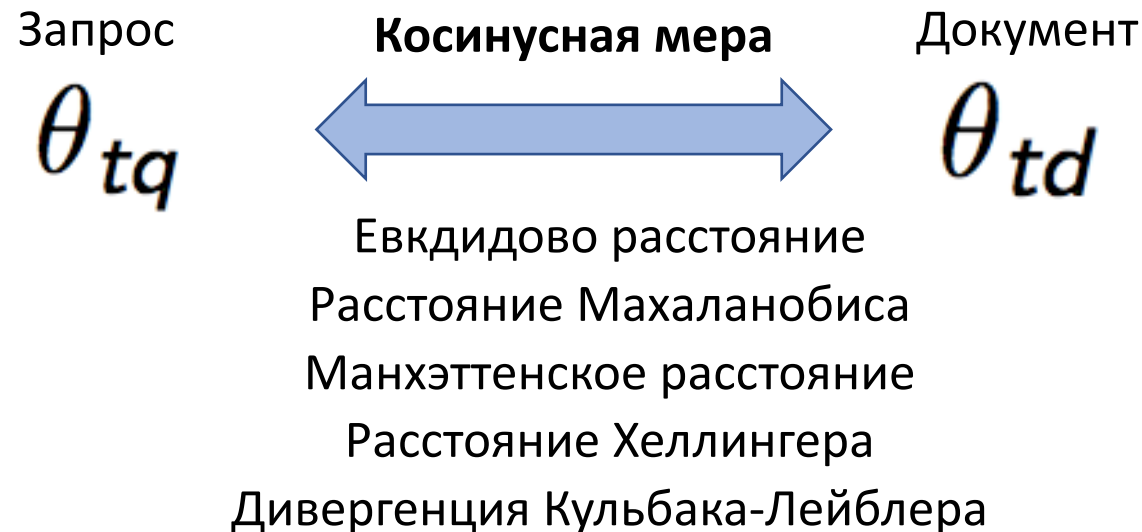 Запрос
Косинусная мера
Документ
θtq
θtd
Евкдидово расстояние
Расстояние Махаланобиса
Манхэттенское расстояние
Расстояние Хеллингера
Дивергенция Кульбака-Лейблера